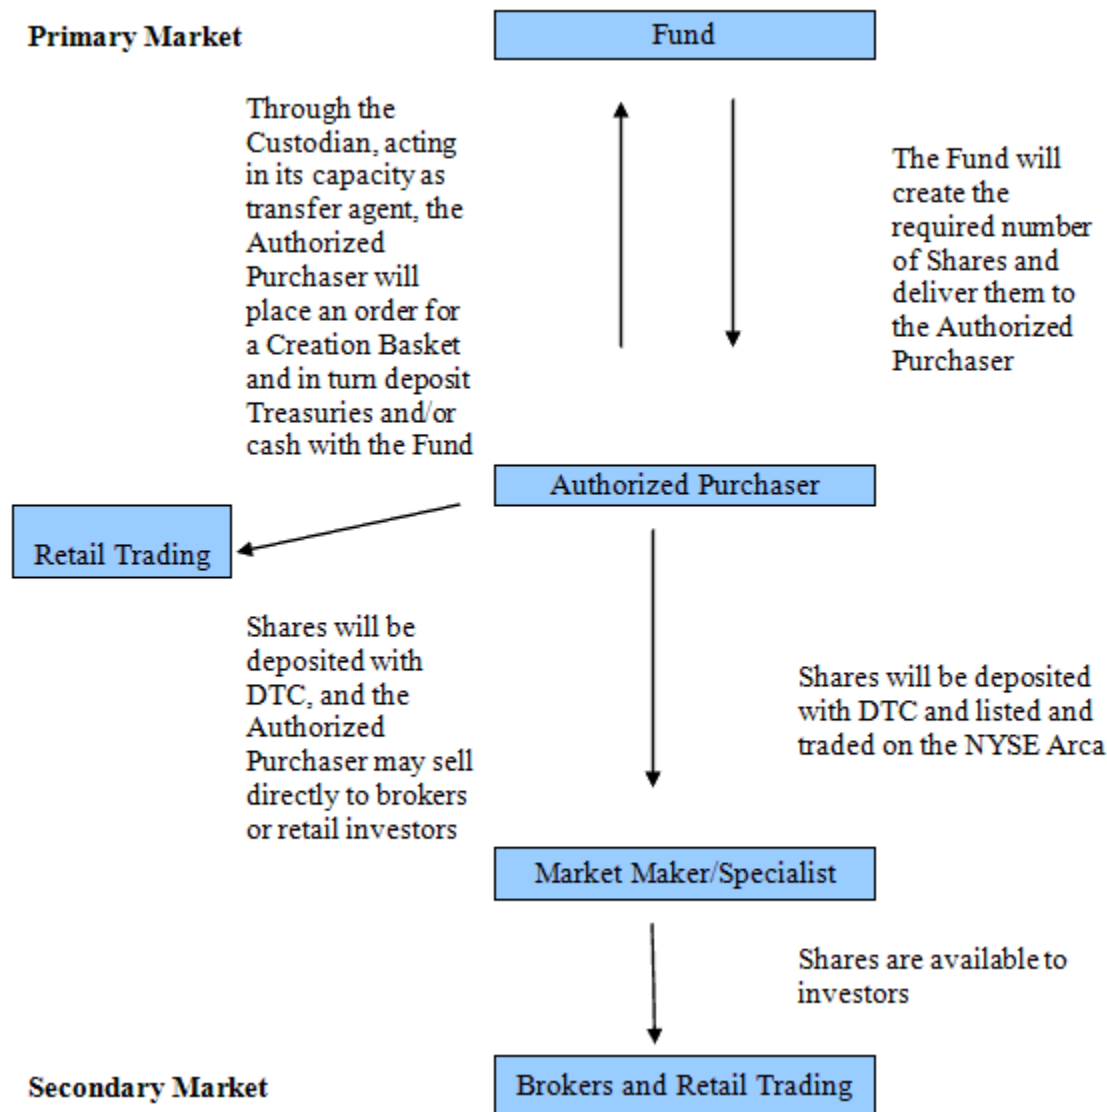 Primary Market
Fund
Through the
Custodian, acting
in its capacity as
transfer agent, the
Authorized
Purchaser will
place an order for
a Creation Basket
and in turn deposit
Treasuries and/or
cash with the Fund
The Fund will
create the
required number
of Shares and
deliver them to
the Authorized
Purchaser
Authorized Purchaser
Retail Trading
Shares will be
deposited with
DTC, and the
Authorized
Purchaser may sell
directly to brokers
or retail investors
Shares will be deposited
with DTC and listed and
traded on the NYSE Arca
Market Maker/Specialist
Shares are available to
investors
Secondary Market
Brokers and Retail Trading